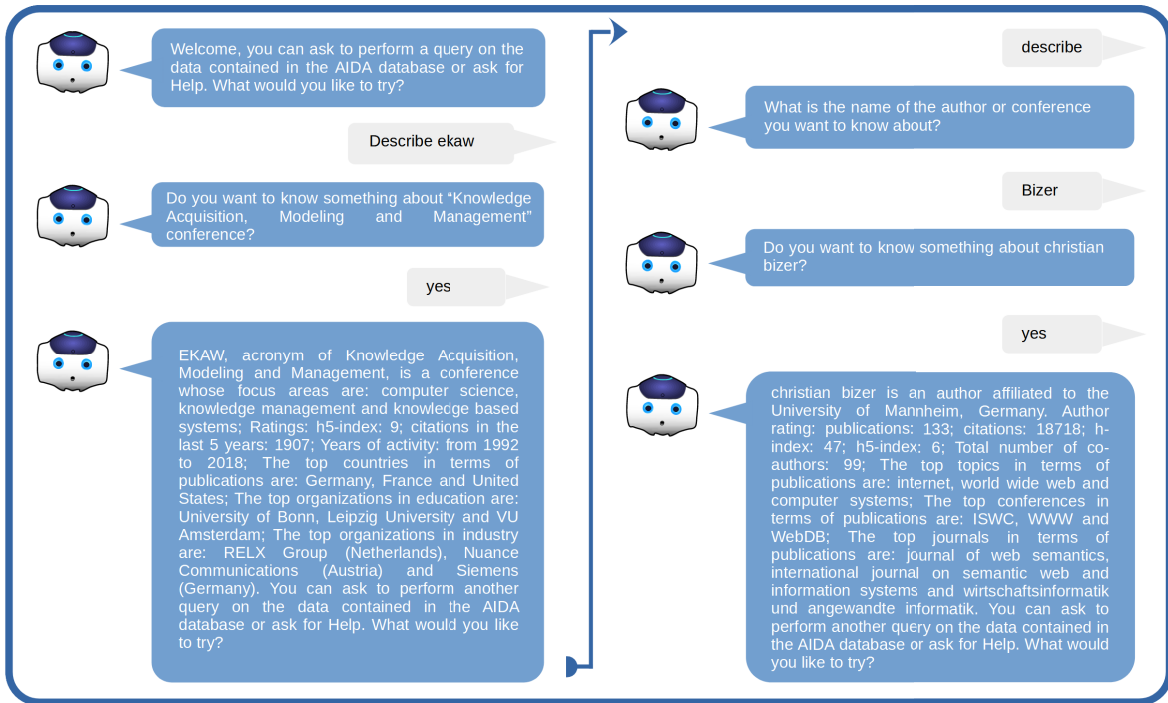 Welcome, you can ask to perform a query on the
data contained in the AIDA database or ask for
Help. What would you like to try?
Describe ekaw
Do you want to know something about “Knowledge
Acquisition, Modeling and Management”
conference?
yes
EKAW, acronym of Knowledge Acquisition,
Modeling and Management, is a conference
whose focus areas are: computer science,
knowledge management and knowledge based
systems; Ratings: h5-index: 9; citations in the
last 5 years: 1907; Years of activity: from 1992
to 2018; The top countries in terms of
publications are: Germany, France and United
States; The top organizations in education are:
University of Bonn, Leipzig University and VU
Amsterdam; The top organizations in industry
are: RELX Group (Netherlands), Nuance
Communications (Austria) and Siemens
(Germany). You can ask to perform another
query on the data contained in the AIDA
database or ask for Help. What would you like
to try?
describe
What is the name of the author or conference
you want to know about?
Bizer
Do you want to know something about christian
bizer?
yes
christian bizer is an author affiliated to the
University of Mannheim, Germany. Author
rating: publications: 133; citations: 18718; h-
index: 47; h5-index: 6; Total number of co-
authors: 99; The top topics in terms of
publications are: internet, world wide web and
computer systems; The top conferences in
terms of publications are: ISWC, WWW and
WebDB; The top journals in terms of
publications are: journal of web semantics,
international journal on semantic web and
information systems and wirtschaftsinformatik
und angewandte informatik. You can ask to
perform another query on the data contained in
the AIDA database or ask for Help. What would
you like to try?